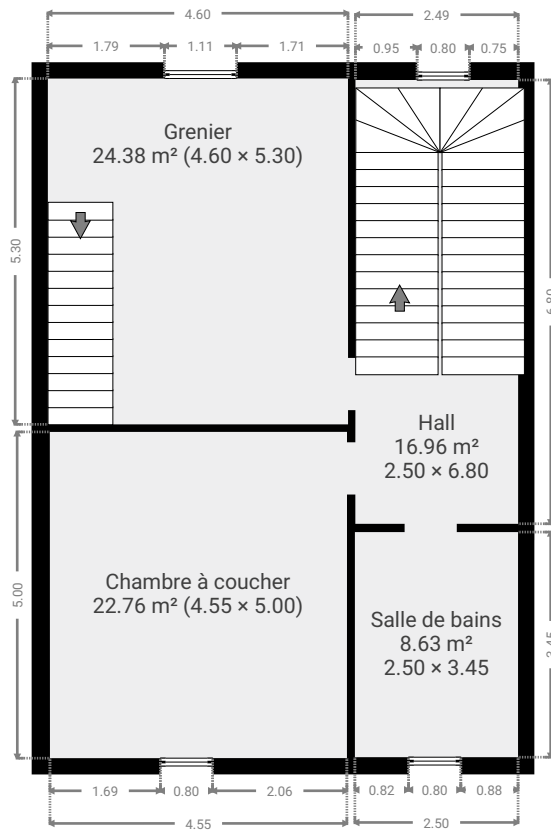 4.60
2.49
1.79
1.11
1.71
0.95
0.80
0.75
Grenier
24.38 m² (4.60 × 5.30)
5.30
Hall
16.96 m²
2.50 × 6.80
5.00
Chambre à coucher
22.76 m² (4.55 × 5.00)
Salle de bains
8.63 m²
2.50 × 3.45
1.69
0.80
2.06
0.82
0.80
0.88
4.55
2.50